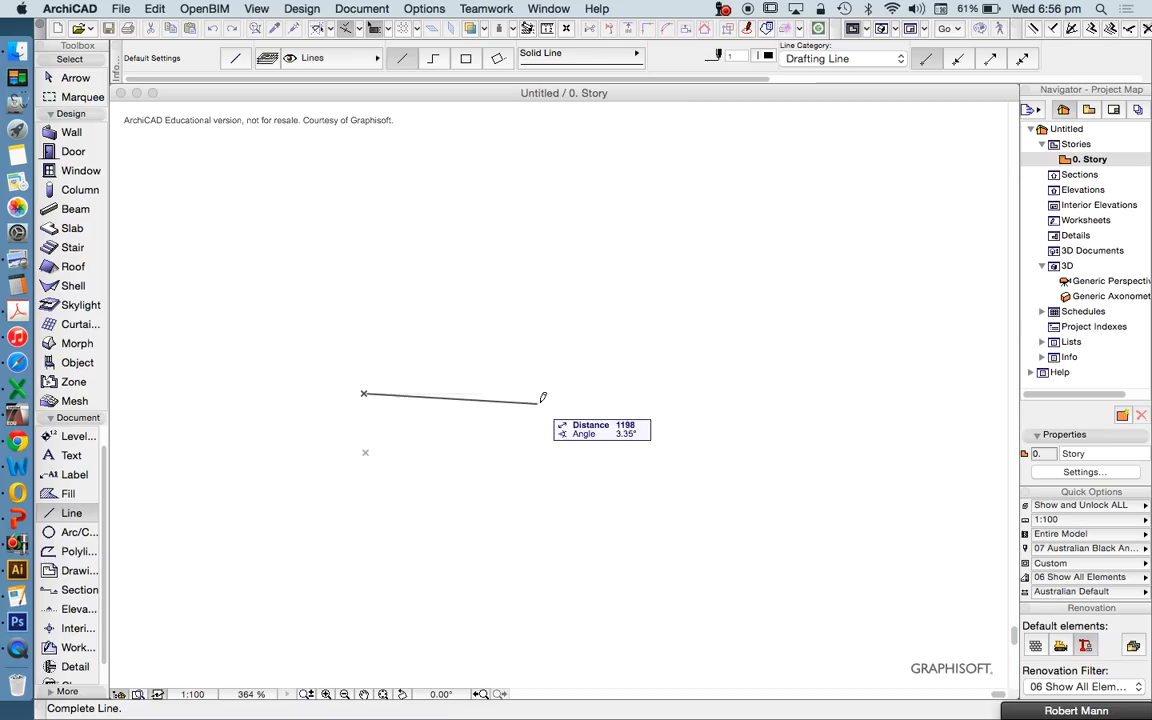 ArchiCAD File Edit OpenBIM View Design Document Options Teamwork Window Help 61% Wed 6:56 pm
Toolbox
Select
Arrow
Marquee
Design
Wall
Door
Window
Column
Beam
Slab
Stair
Roof
Shell
Skylight
Curtai...
Morph
Object
Zone
Mesh
Document
Level...
Text
A1 Label
Fill
Line
Arc/C...
Polyli...
Drawi...
Section
Eleva...
Interi...
Work...
Detail
More
Go
Default Settings
Lines
Solid Line
1
Line Category:
Drafting Line
Untitled / 0. Story
ArchiCAD Educational version, not for resale. Courtesy of Graphisoft.
Distance 1198
Angle 3.35°
GRAPHISOFT.
1:100
364 %
0.00°
Complete Line.
Navigator - Project Map
Untitled
Stories
0. Story
Sections
Elevations
Interior Elevations
Worksheets
Details
3D Documents
3D
Generic Perspectiv
Generic Axonomet
Schedules
Project Indexes
Lists
Info
Help
Properties
0. Story
Settings...
Quick Options
Show and Unlock ALL
1:100
Entire Model
07 Australian Black An...
Custom
06 Show All Elements
Australian Default
Renovation
Default elements:
Renovation Filter:
06 Show All Elem...
Robert Mann